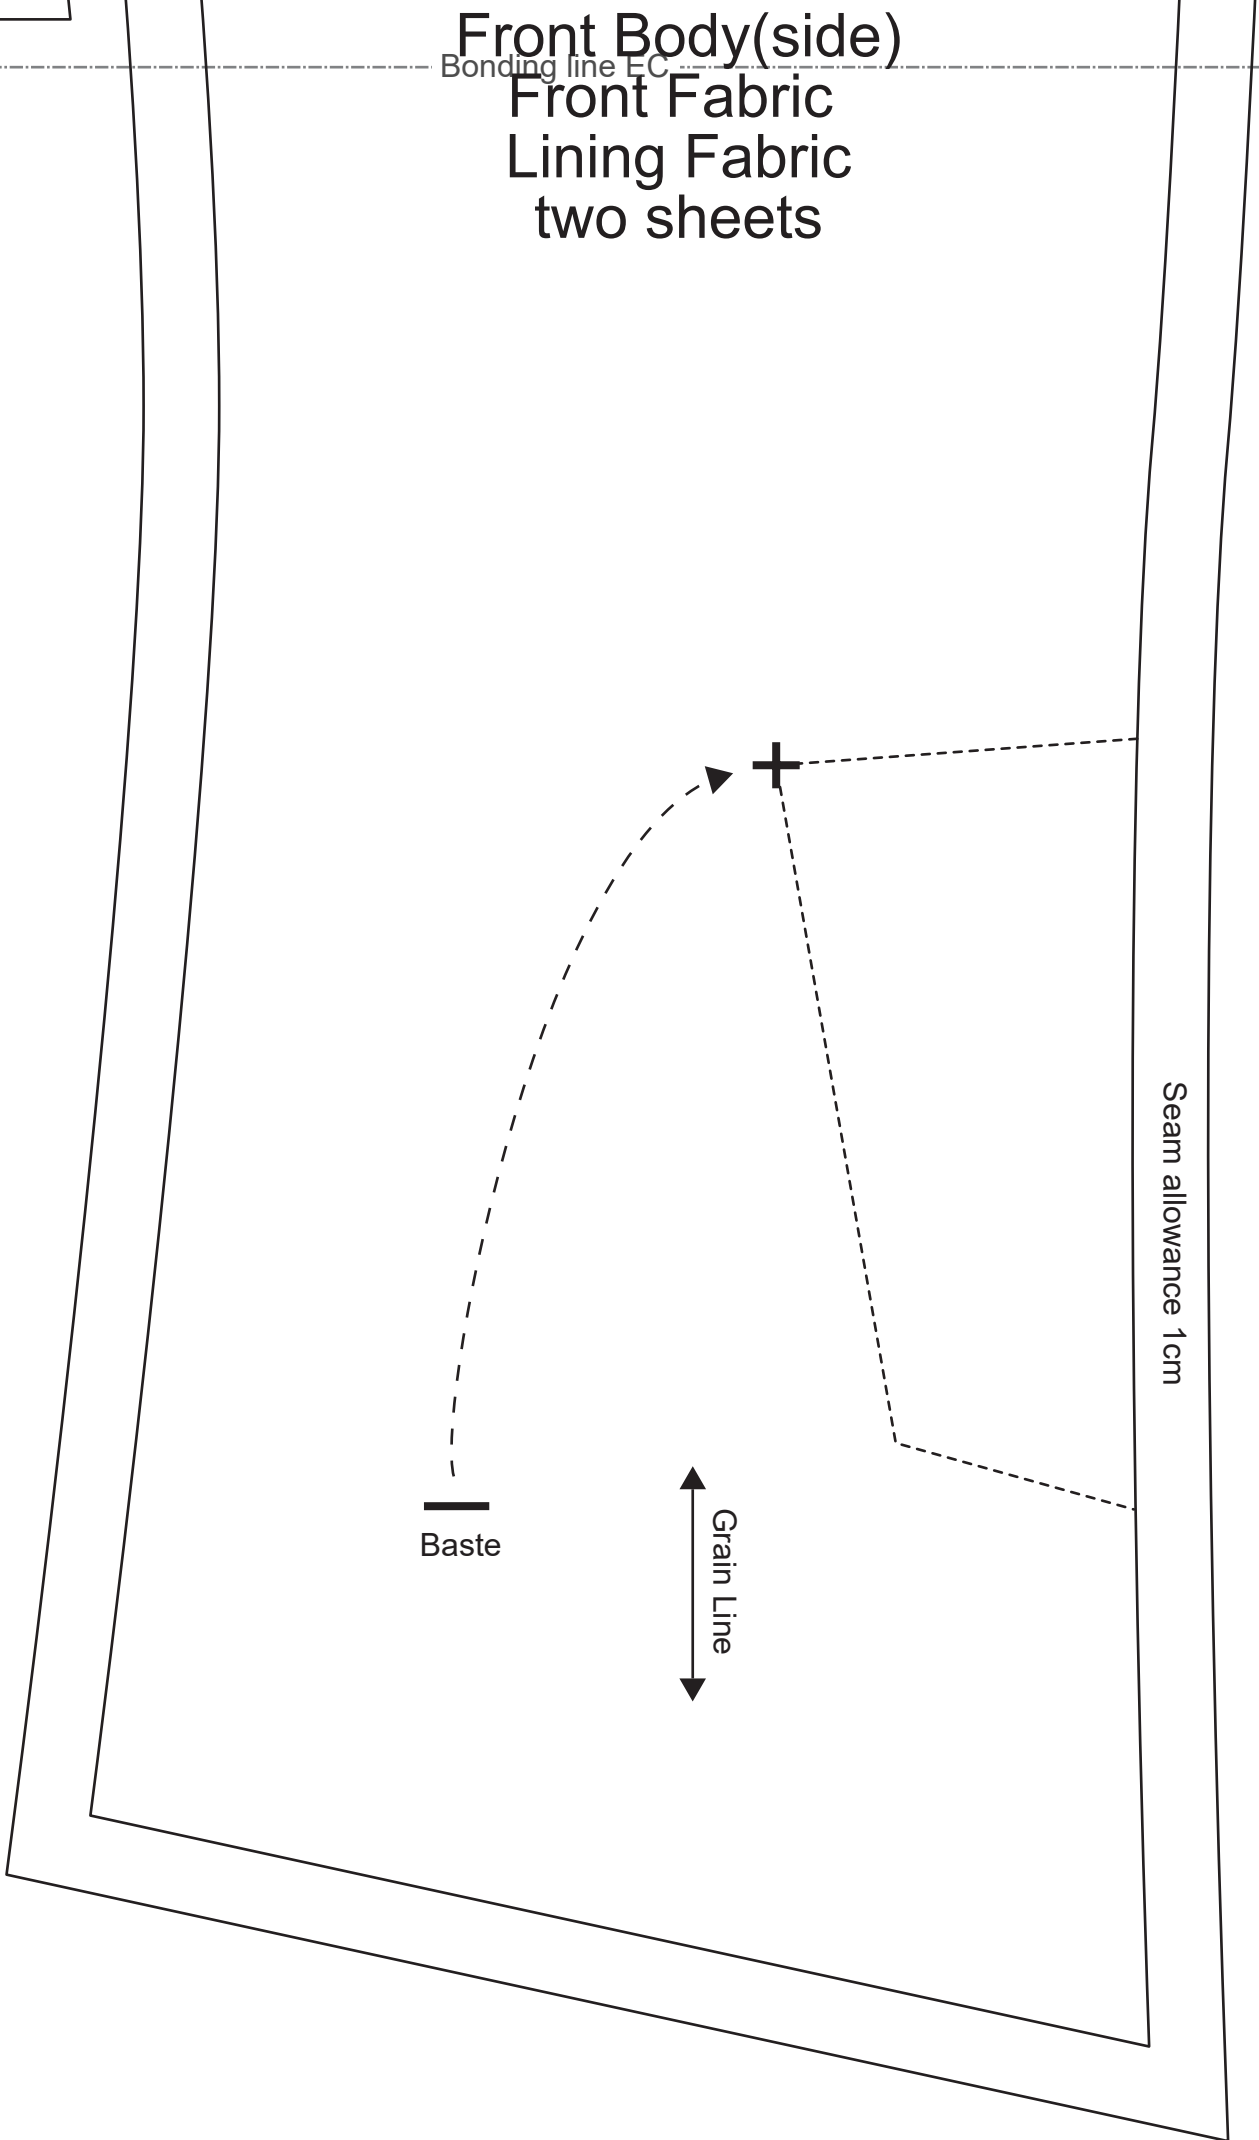 Front Body(side)
Bonding line EC
Front Fabric
Lining Fabric
two sheets
Seam allowance 1cm
Baste
Grain Line